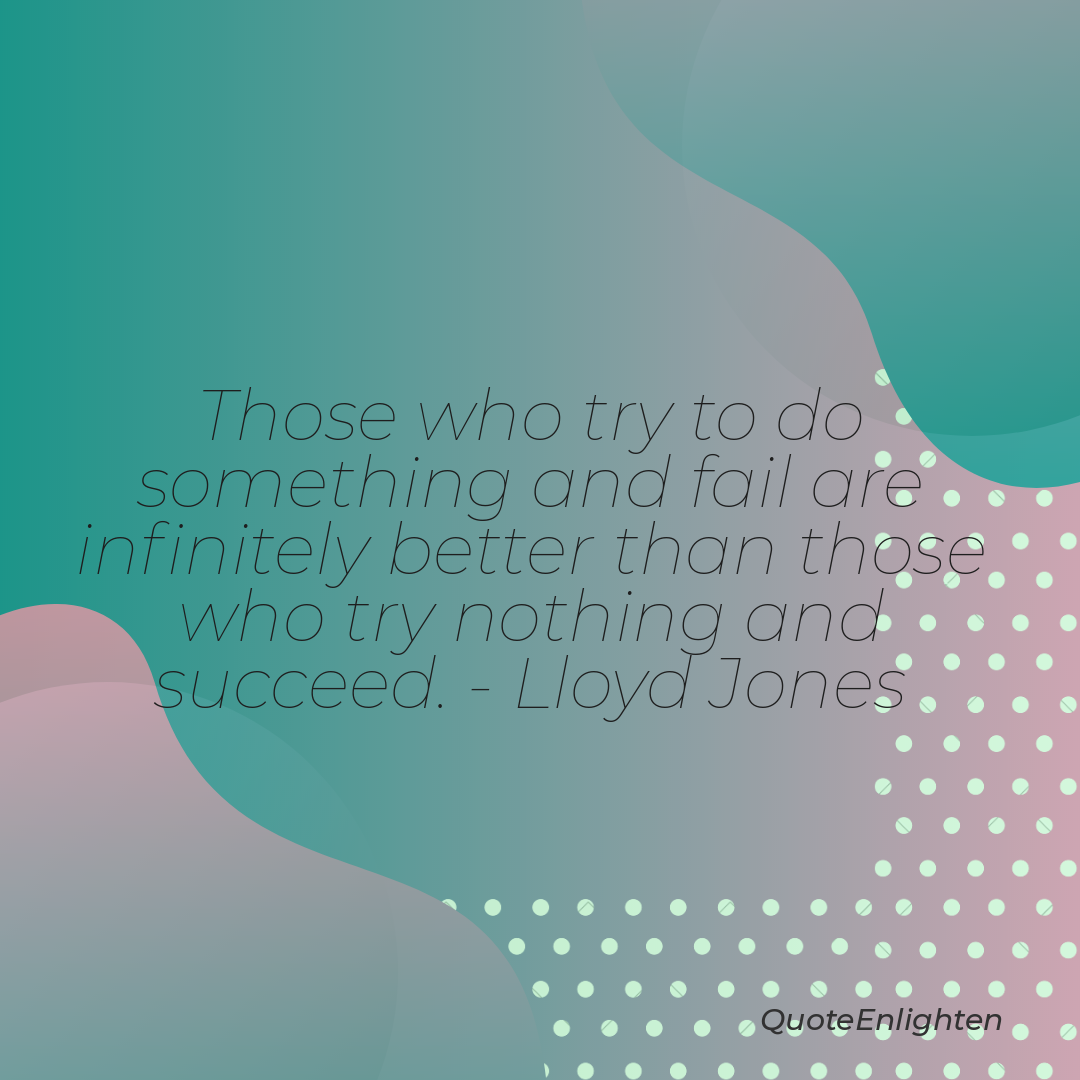 Those who try to do
something and fail are
infinitely better than those
who try nothing and
succeed. - Lloyd Jones
QuoteEnlighten